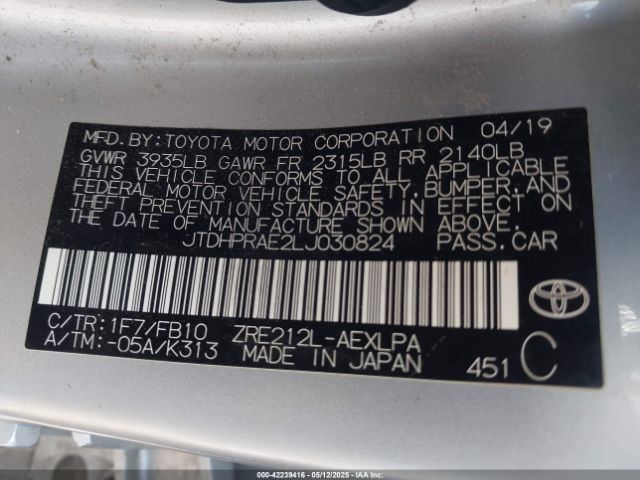 MFD. BY: TOYOTA MOTOR CORPORATION 04/19
GVWR 3935LB GAWR FR 2315LB RR 2140LB
THIS VEHICLE CONFORMS TO ALL APPLICABLE
FEDERAL MOTOR VEHICLE SAFETY, BUMPER, AND
THEFT PREVENTION STANDARDS IN EFFECT ON
THE DATE OF MANUFACTURE SHOWN ABOVE.
JTDHPRAE2LJ030824 PASS. CAR
C/TR: 1F7/FB10 ZRE212L-AEXLPA
A/TM: -05A/K313 MADE IN JAPAN 451 C
GVV-42239416 - 05/12/2025 - IAAHOLDINGS, LLC